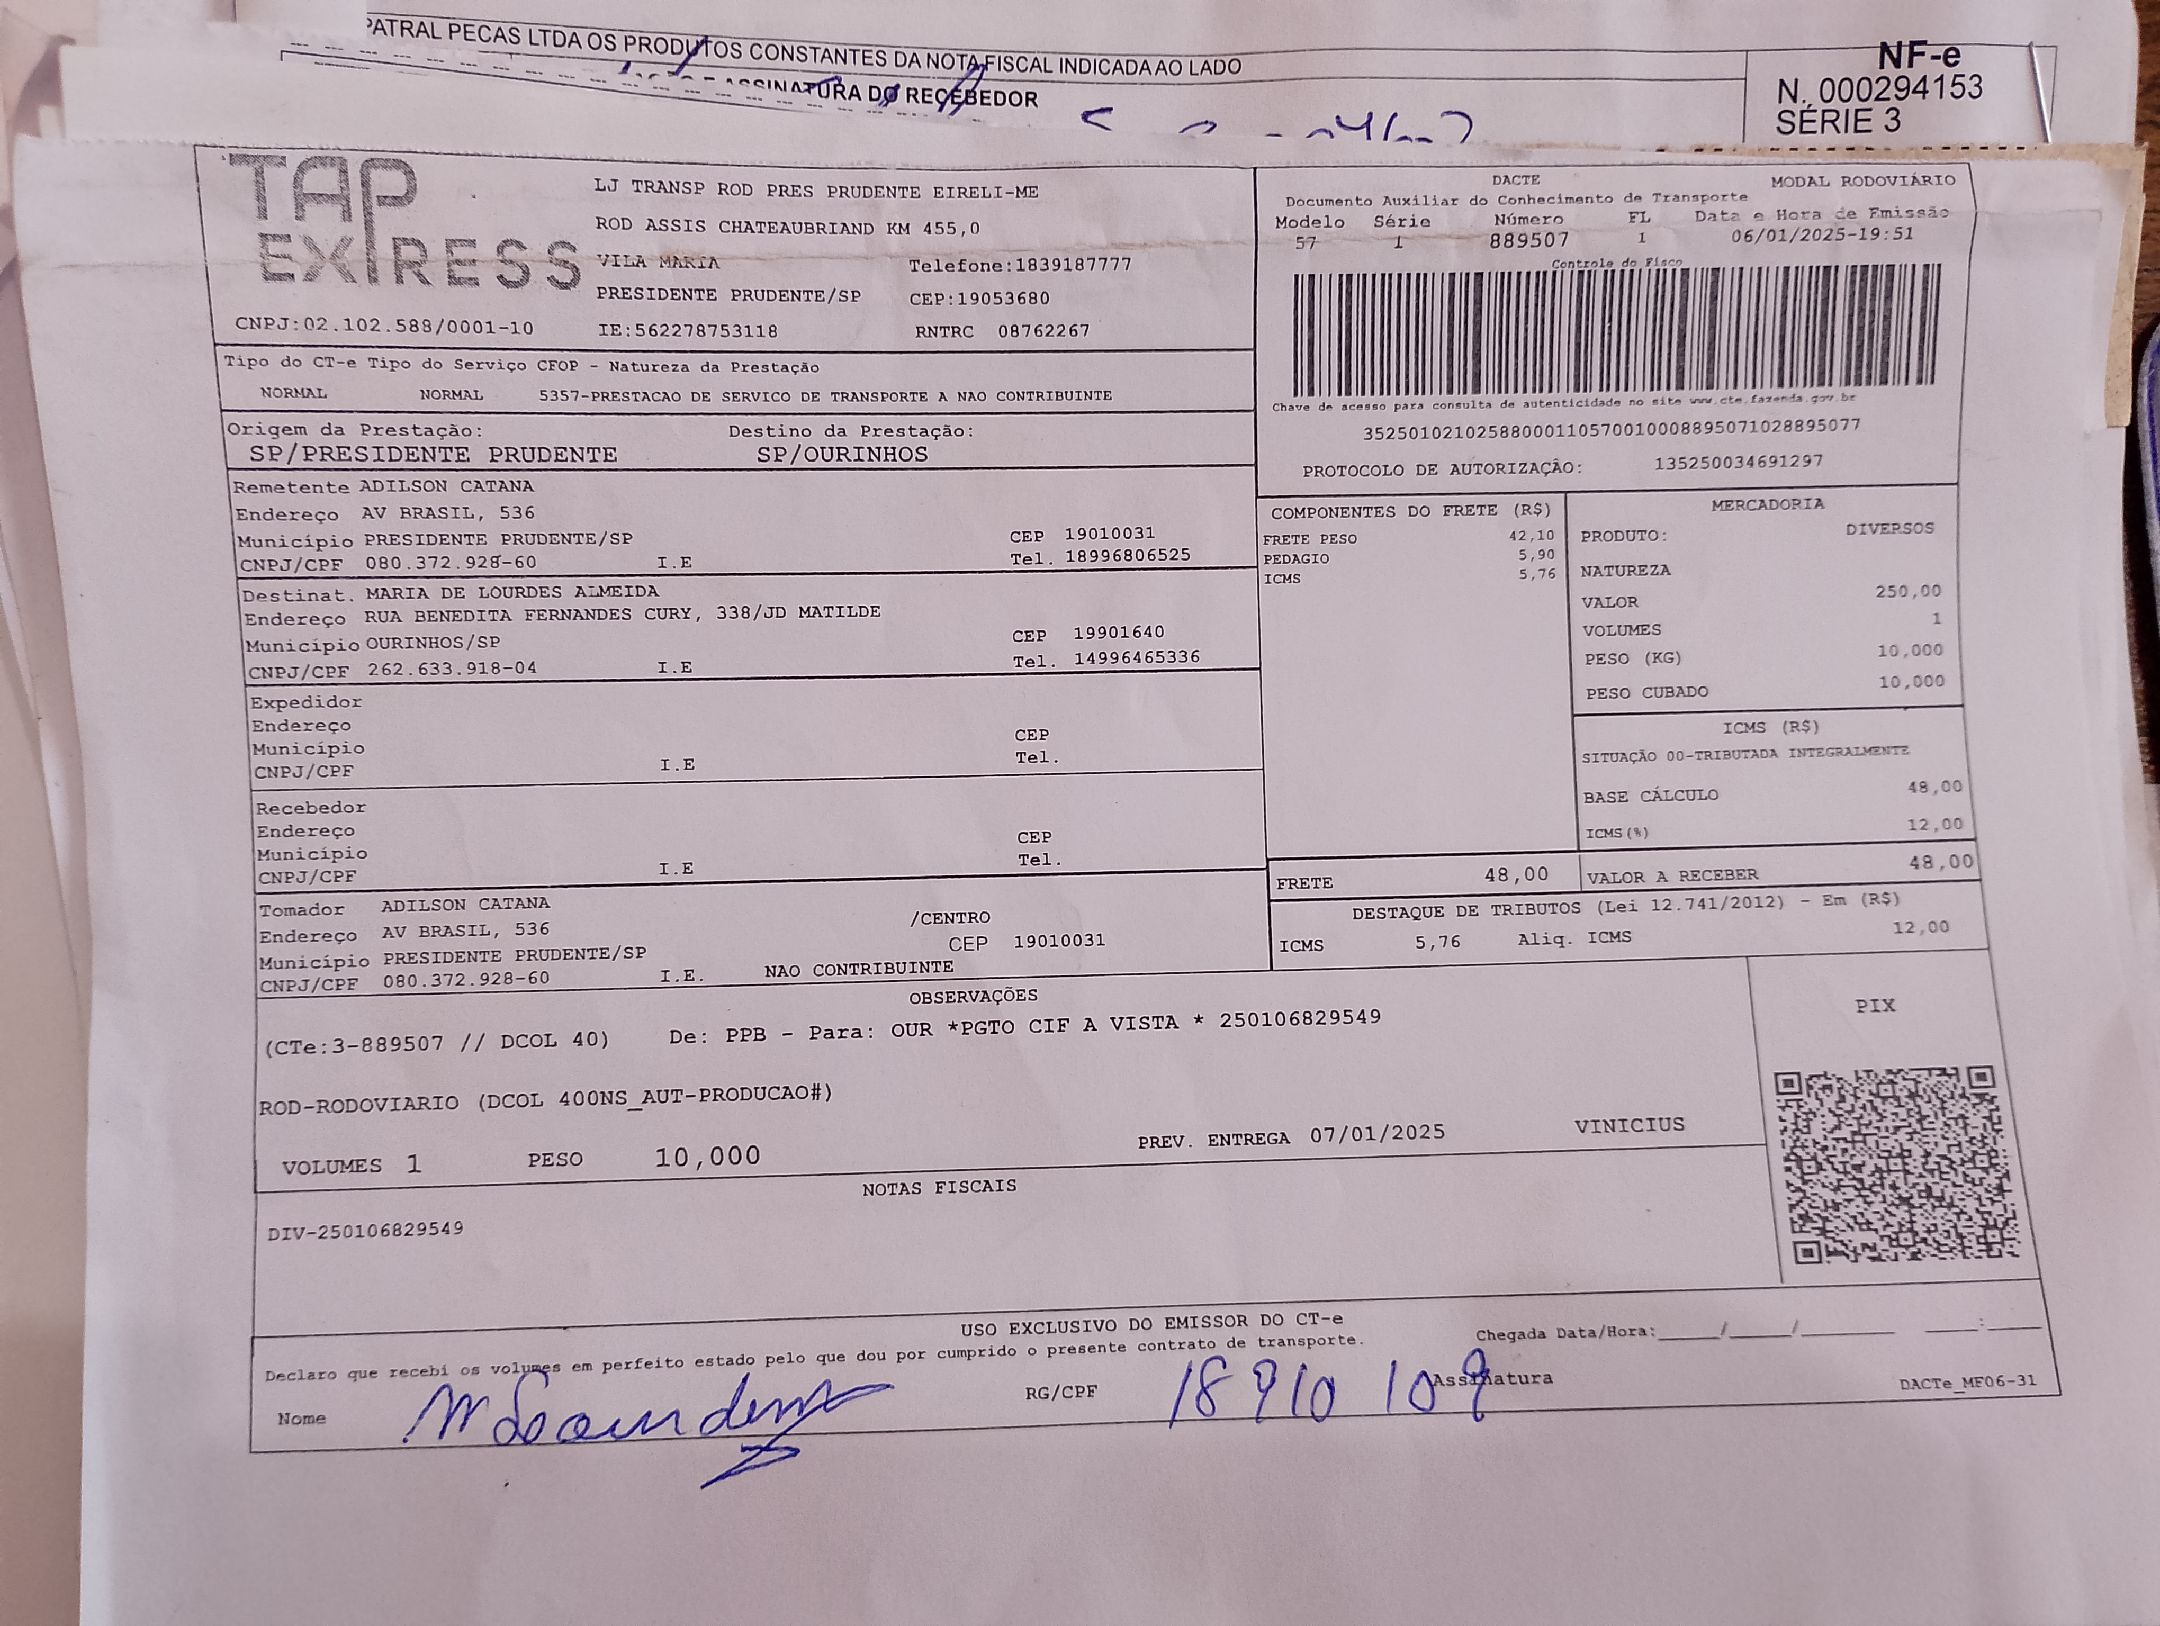 PATRAL PECAS LTDA OS PRODUTOS CONSTANTES DA NOTA FISCAL INDICADA AO LADO
ASSINATURA DO RECEBEDOR
NF-e
N. 000294153
SÉRIE 3
TAP EXPRESS
LJ TRANSP ROD PRES PRUDENTE EIRELI-ME
ROD ASSIS CHATEAUBRIAND KM 455,0
VILA MARIA Telefone:1839187777
PRESIDENTE PRUDENTE/SP CEP:19053680
CNPJ:02.102.588/0001-10 IE:562278753118 RNTRC 08762267
DACTE MODAL RODOVIÁRIO
Documento Auxiliar do Conhecimento de Transporte
Modelo Série Número FL Data e Hora de Emissão
57 1 889507 1 06/01/2025-19:51
Controle do Fisco
Chave de acesso para consulta de autenticidade no site www.cte.fazenda.gov.br
35250102102588000110570010008895071028895077
PROTOCOLO DE AUTORIZAÇÃO: 135250034691297
Tipo do CT-e Tipo do Serviço CFOP - Natureza da Prestação
NORMAL NORMAL 5357-PRESTACAO DE SERVICO DE TRANSPORTE A NAO CONTRIBUINTE
Origem da Prestação: Destino da Prestação:
SP/PRESIDENTE PRUDENTE SP/OURINHOS
Remetente ADILSON CATANA
Endereço AV BRASIL, 536
Município PRESIDENTE PRUDENTE/SP CEP 19010031
CNPJ/CPF 080.372.928-60 I.E Tel. 18996806525
Destinat. MARIA DE LOURDES ALMEIDA
Endereço RUA BENEDITA FERNANDES CURY, 338/JD MATILDE
Município OURINHOS/SP CEP 19901640
CNPJ/CPF 262.633.918-04 I.E Tel. 14996465336
Expedidor
Endereço
Município CEP
CNPJ/CPF I.E Tel.
Recebedor
Endereço
Município CEP
CNPJ/CPF I.E Tel.
Tomador ADILSON CATANA
Endereço AV BRASIL, 536 /CENTRO
Município PRESIDENTE PRUDENTE/SP CEP 19010031
CNPJ/CPF 080.372.928-60 I.E. NAO CONTRIBUINTE
COMPONENTES DO FRETE (R$)
FRETE PESO 42,10
PEDAGIO 5,90
ICMS 5,76
MERCADORIA
PRODUTO: DIVERSOS
NATUREZA
VALOR 250,00
VOLUMES 1
PESO (KG) 10,000
PESO CUBADO 10,000
ICMS (R$)
SITUAÇÃO 00-TRIBUTADA INTEGRALMENTE
BASE CÁLCULO 48,00
ICMS(%) 12,00
FRETE 48,00 VALOR A RECEBER 48,00
DESTAQUE DE TRIBUTOS (Lei 12.741/2012) - Em (R$)
ICMS 5,76 Aliq. ICMS 12,00
OBSERVAÇÕES
(CTe:3-889507 // DCOL 40) De: PPB - Para: OUR *PGTO CIF A VISTA * 250106829549
ROD-RODOVIARIO (DCOL 400NS_AUT-PRODUCAO#)
VOLUMES 1 PESO 10,000 PREV. ENTREGA 07/01/2025 VINICIUS
PIX
NOTAS FISCAIS
DIV-250106829549
USO EXCLUSIVO DO EMISSOR DO CT-e
Declaro que recebi os volumes em perfeito estado pelo que dou por cumprido o presente contrato de transporte.
Chegada Data/Hora:_____/_____/_______ ____:____
Nome RG/CPF 18 910 109 Assinatura
DACTe_MF06-31